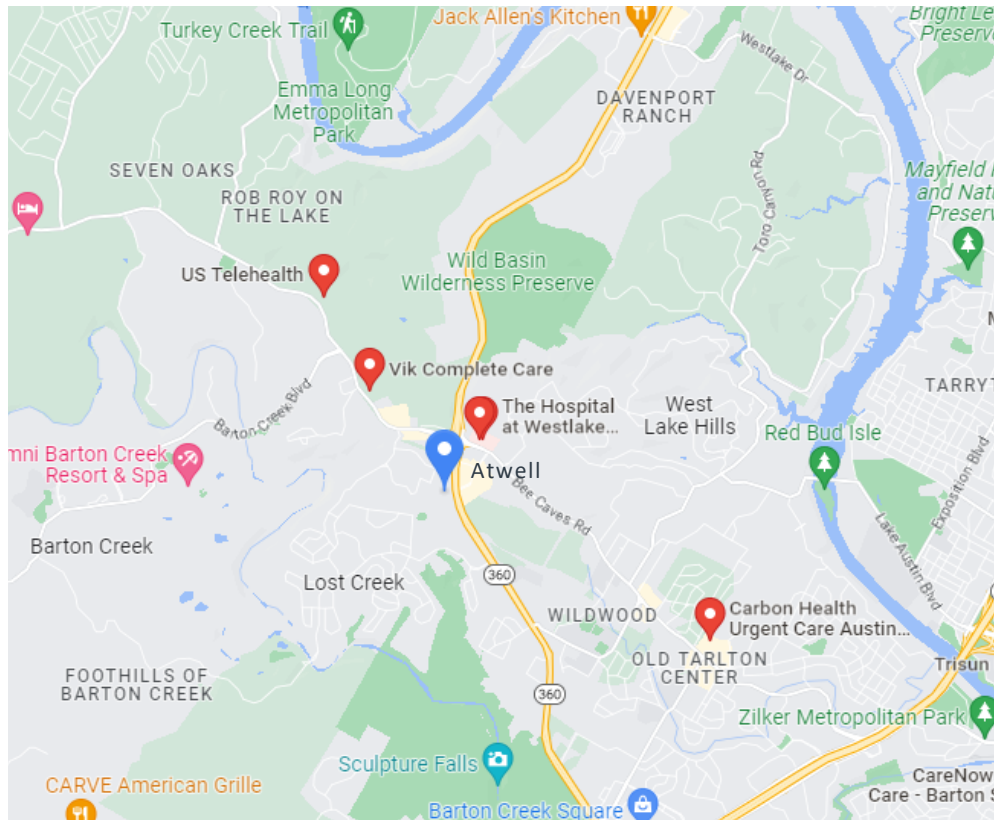 Turkey Creek Trail
Jack Allen's Kitchen
Bright Le
Preserve
Westlake Dr
Emma Long
Metropolitan
Park
DAVENPORT
RANCH
SEVEN OAKS
ROB ROY ON
THE LAKE
Toro Canyon Rd
Mayfield
and Natu
Preserv
US Telehealth
Wild Basin
Wilderness Preserve
Vik Complete Care
TARRYT
Barton Creek Blvd
The Hospital
at Westlake...
West
Lake Hills
Red Bud Isle
mni Barton Creek
Resort & Spa
Atwell
Bee Caves Rd
Exposition Blvd
Lake Austin Blvd
Barton Creek
Lost Creek
360
WILDWOOD
Carbon Health
Urgent Care Austin...
OLD TARLTON
CENTER
FOOTHILLS OF
BARTON CREEK
360
Trisun
Zilker Metropolitan Park
Sculpture Falls
CARVE American Grille
Barton Creek Square
CareNow
Care - Barton S